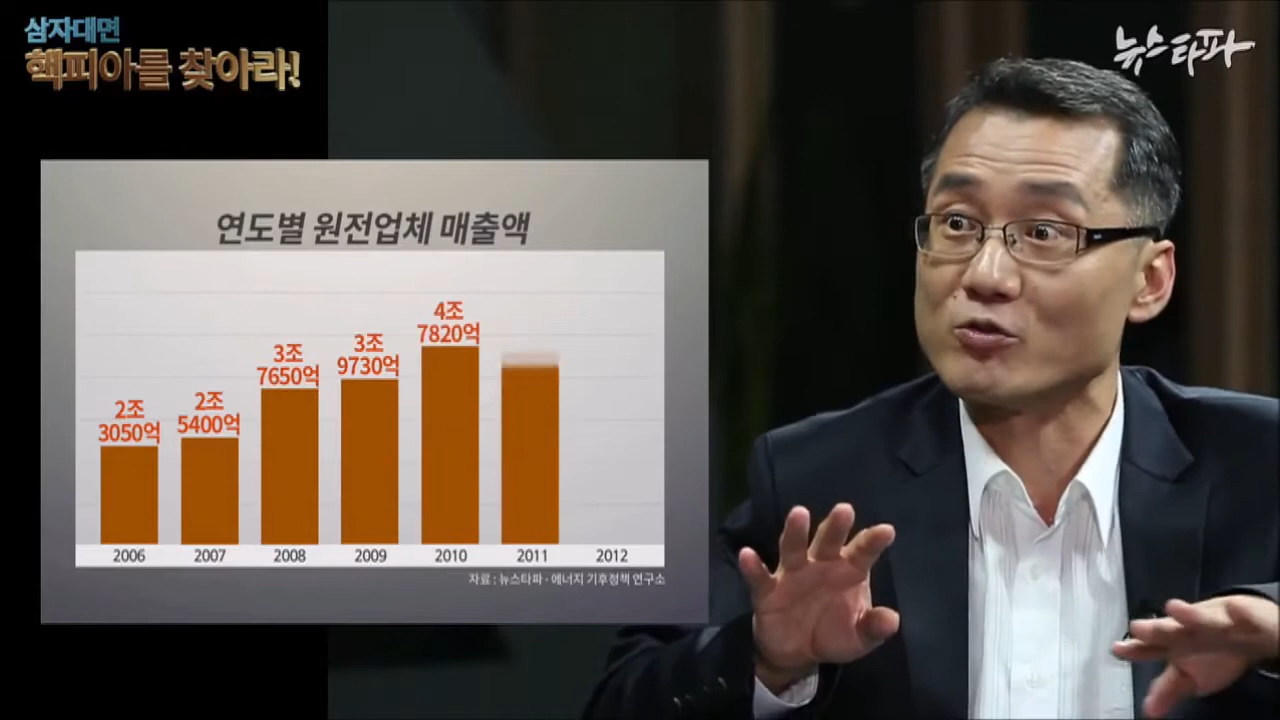 삼자대면
핵피아를 찾아라!
뉴스타파
연도별 원전업체 매출액
2조
3050억
2조
5400억
3조
7650억
3조
9730억
4조
7820억
2006 2007 2008 2009 2010 2011 2012
자료 : 뉴스타파 · 에너지 기후정책 연구소